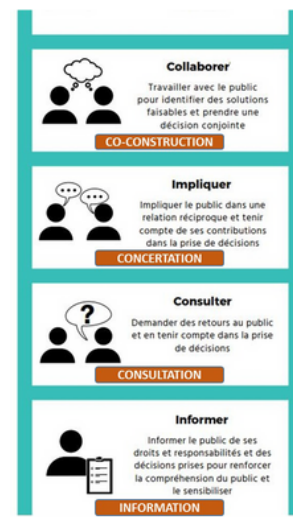 Collaborer
Travailler avec le public
pour identifier des solutions
faisables et prendre une
décision conjointe
CO-CONSTRUCTION
Impliquer
Impliquer le public dans une
relation réciproque et tenir
compte de ses contributions
dans la prise de décisions
CONCERTATION
?
Consulter
Demander des retours au public
et en tenir compte dans la prise
de décisions
CONSULTATION
Informer
Informer le public de ses
droits et responsabilités et des
décisions prises pour renforcer
la compréhension du public et
le sensibiliser
INFORMATION